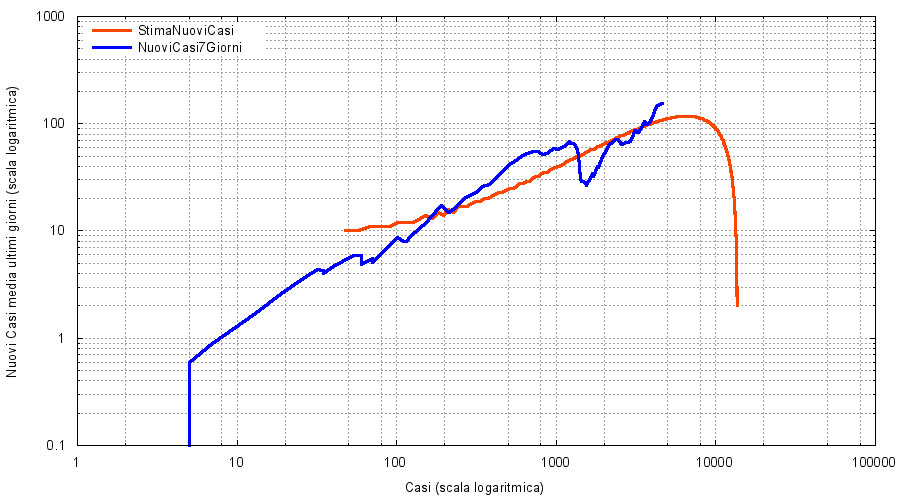 1000
StimaNuoviCasi
NuoviCasi7Giorni
100
10
1
0.1
Nuovi Casi media ultimi giorni (scala logaritmica)
1 10 100 1000 10000 100000
Casi (scala logaritmica)